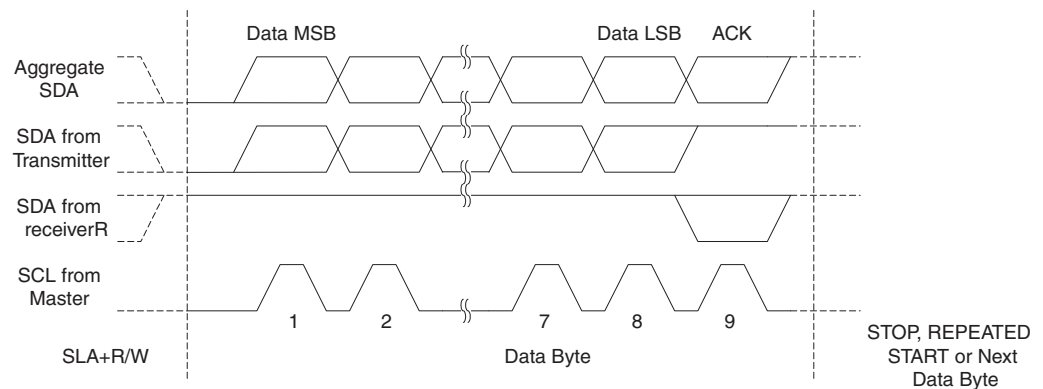 Data MSB
Data LSB
ACK
Aggregate
SDA
SDA from
Transmitter
SDA from
receiverR
SCL from
Master
1
2
7
8
9
SLA+R/W
Data Byte
STOP, REPEATED
START or Next
Data Byte